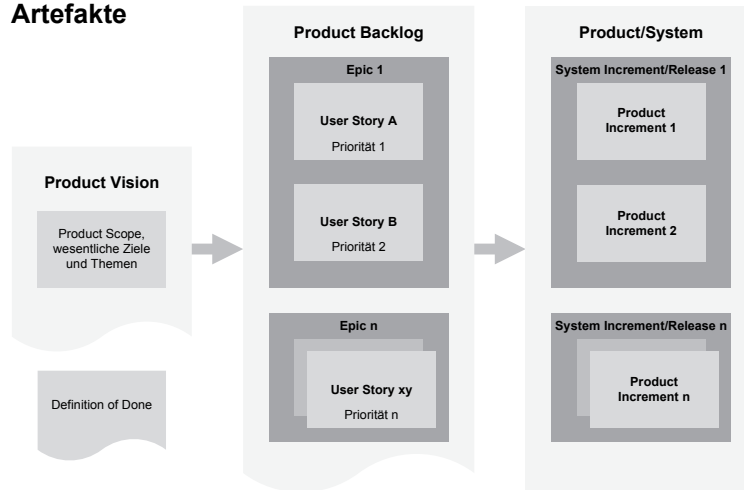 Artefakte
Product Vision
Product Scope,
wesentliche Ziele
und Themen
Definition of Done
Product Backlog
Epic 1
User Story A
Priorität 1
User Story B
Priorität 2
Epic n
User Story xy
Priorität n
Product/System
System Increment/Release 1
Product
Increment 1
Product
Increment 2
System Increment/Release n
Product
Increment n